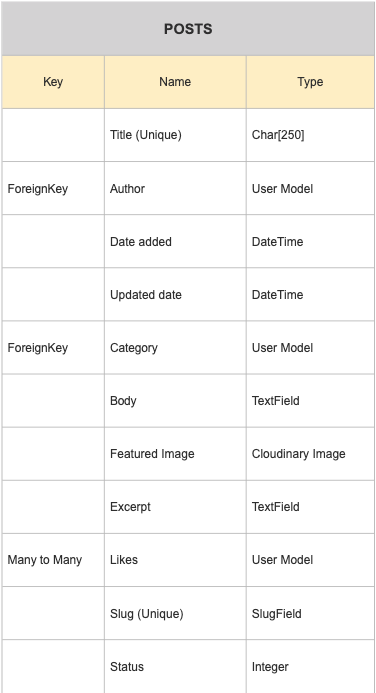 POSTS
Key Name Type
Title (Unique) Char[250]
ForeignKey Author User Model
Date added DateTime
Updated date DateTime
ForeignKey Category User Model
Body TextField
Featured Image Cloudinary Image
Excerpt TextField
Many to Many Likes User Model
Slug (Unique) SlugField
Status Integer